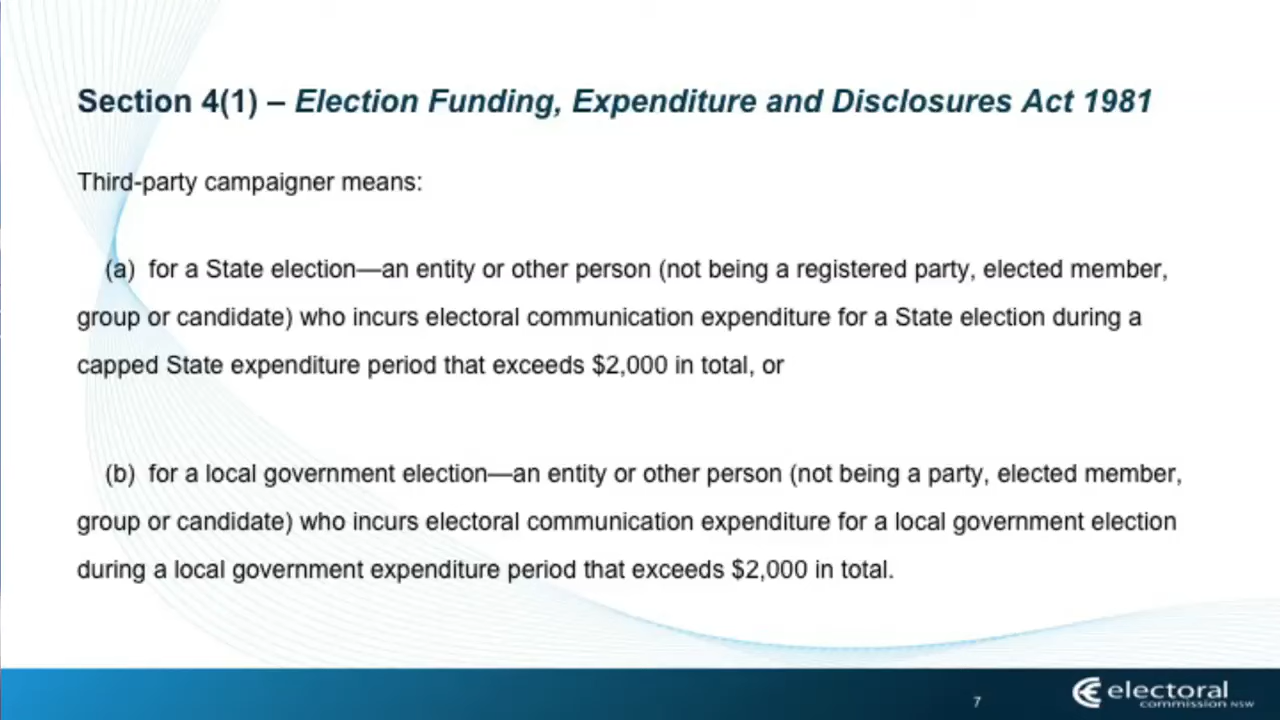 Section 4(1) – Election Funding, Expenditure and Disclosures Act 1981
Third-party campaigner means:
(a) for a State election—an entity or other person (not being a registered party, elected member,
group or candidate) who incurs electoral communication expenditure for a State election during a
capped State expenditure period that exceeds $2,000 in total, or
(b) for a local government election—an entity or other person (not being a party, elected member,
group or candidate) who incurs electoral communication expenditure for a local government election
during a local government expenditure period that exceeds $2,000 in total.
7
electoral
commission NSW